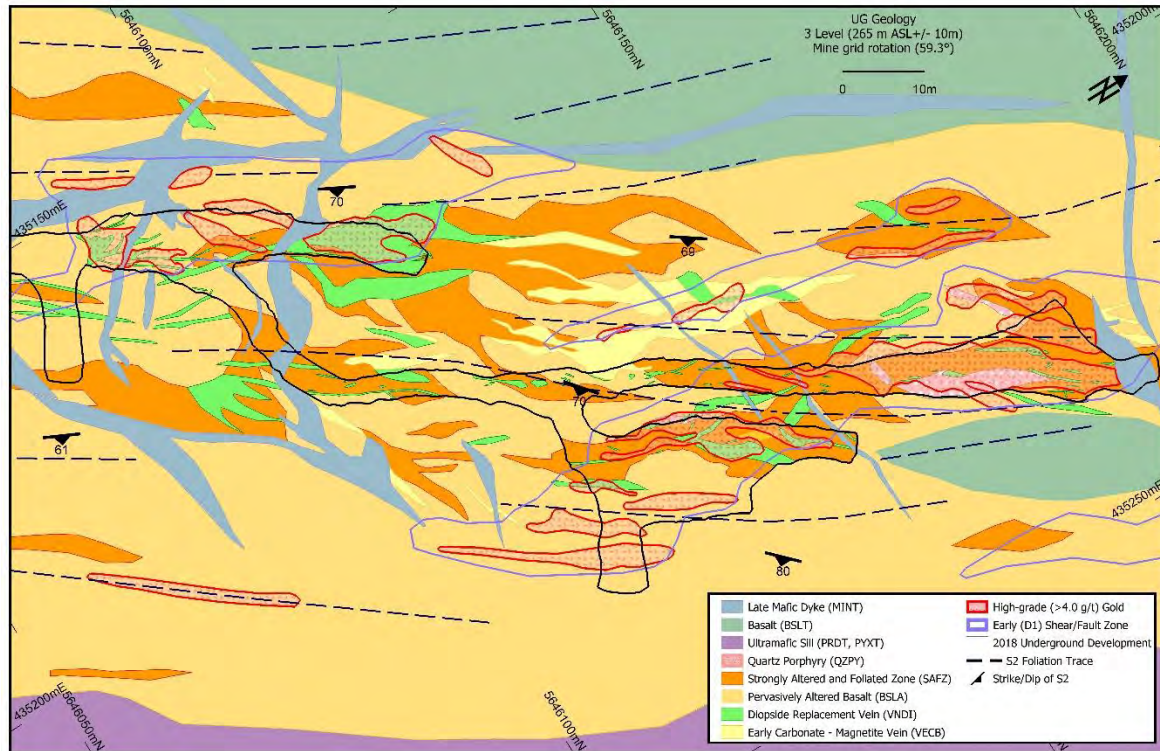 5646100mN
5646150mN
UG Geology
3 Level (265 m ASL+/- 10m)
Mine grid rotation (59.3°)
0 10m
5646200mN
435200mE
435150mE
70
69
70
61
80
435250mN
435200mE
5646050mN
5646100mN
Late Mafic Dyke (MINT)
Basalt (BSLT)
Ultramafic Sill (PRDT, PYXT)
Quartz Porphyry (QZPY)
Strongly Altered and Foliated Zone (SAFZ)
Pervasively Altered Basalt (BSLA)
Diopside Replacement Vein (VNDI)
Early Carbonate - Magnetite Vein (VECB)
High-grade (>4.0 g/t) Gold
Early (D1) Shear/Fault Zone
2018 Underground Development
S2 Foliation Trace
Strike/Dip of S2